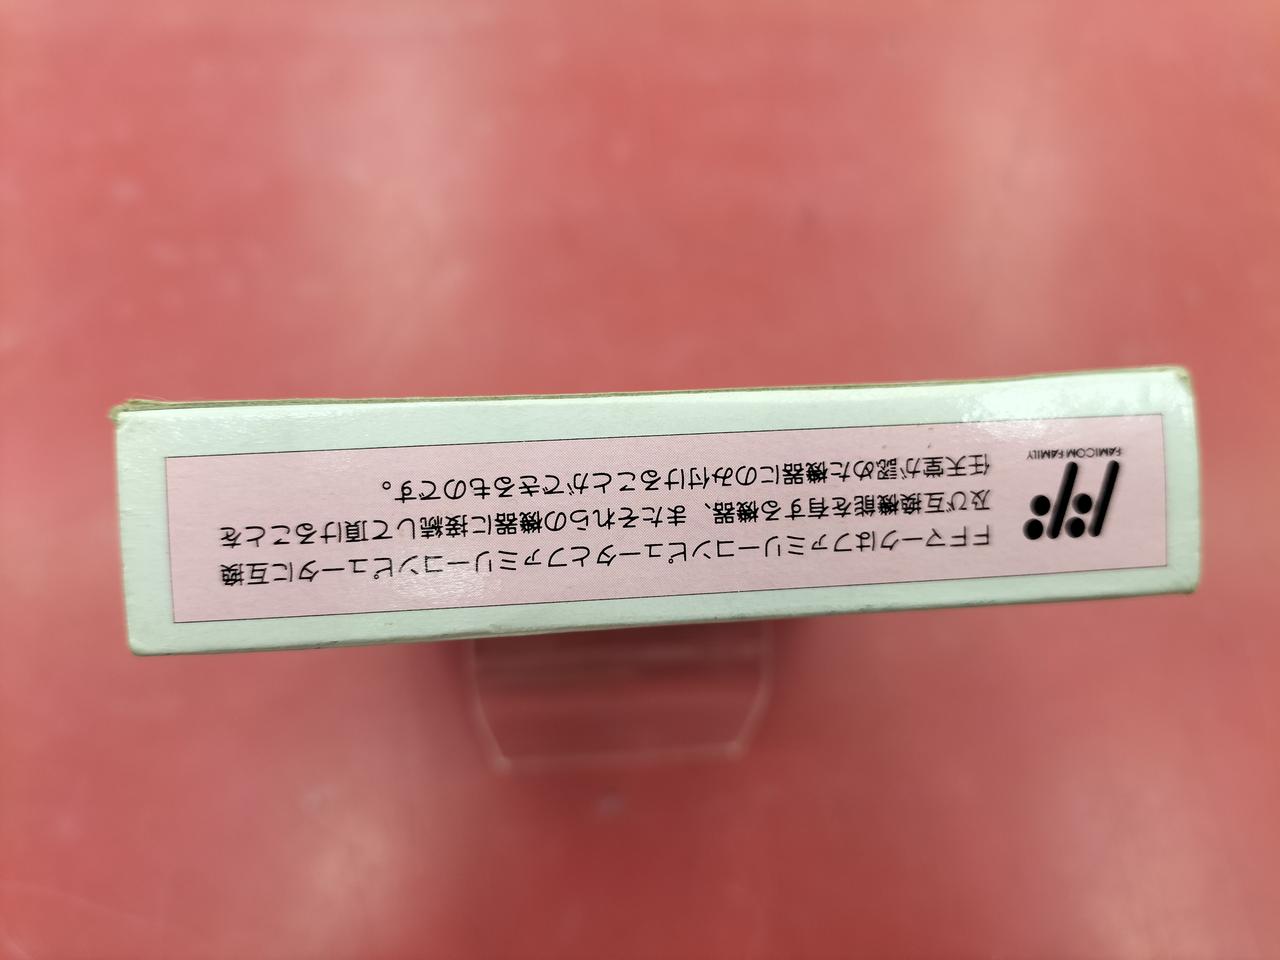 FAMICOM FAMILY
FFマークはファミリーコンピュータとファミリーコンピュータに互換
及び互換機能を有する機器、またそれらの機器に接続して頂けることを
任天堂が認めた機器にのみ付けることができるものです。